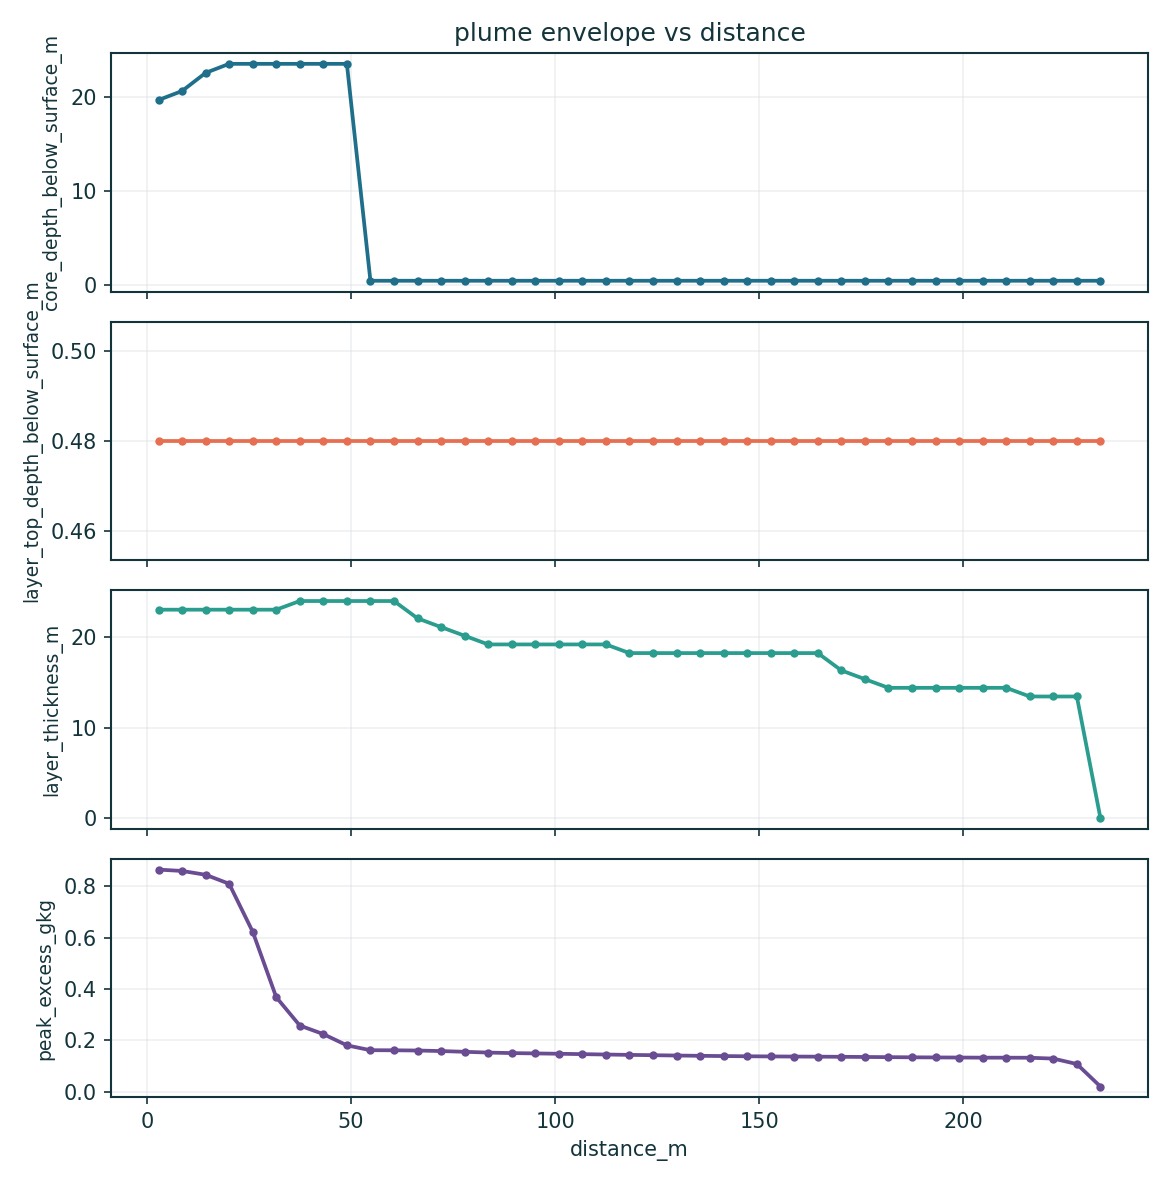 plume envelope vs distance
core_depth_below_surface_m
20
10
0
layer_top_depth_below_surface_m
0.50
0.48
0.46
layer_thickness_m
20
10
0
peak_excess_gkg
0.8
0.6
0.4
0.2
0.0
0 50 100 150 200
distance_m